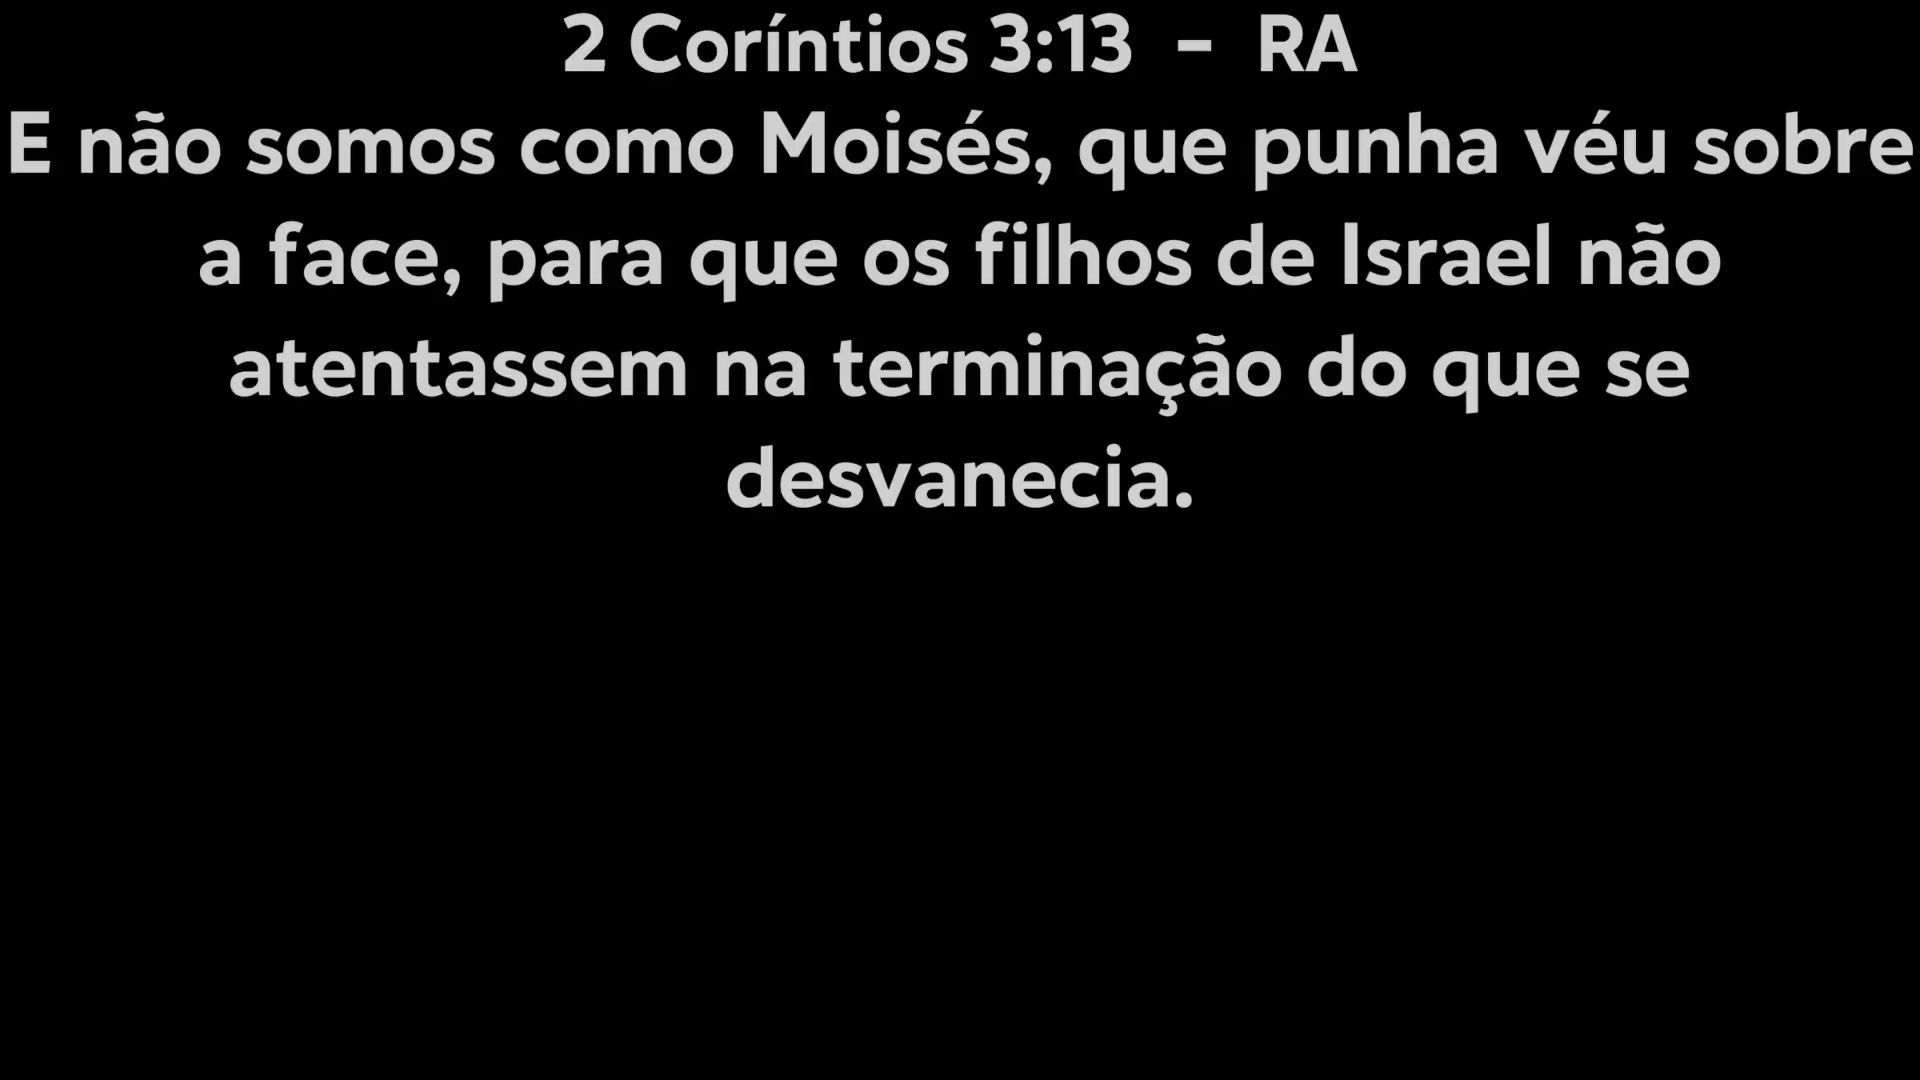 2 Coríntios 3:13 - RA
E não somos como Moisés, que punha véu sobre
a face, para que os filhos de Israel não
atentassem na terminação do que se
desvanecia.